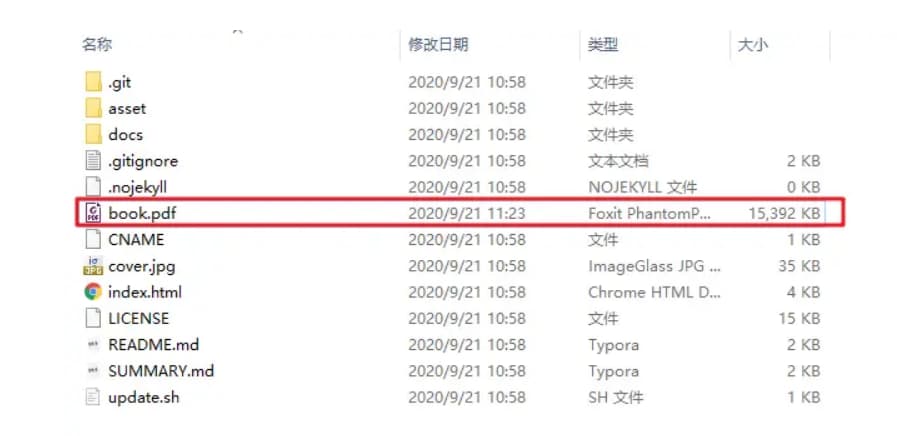 名称 修改日期 类型 大小
.git 2020/9/21 10:58 文件夹
asset 2020/9/21 10:58 文件夹
docs 2020/9/21 10:58 文件夹
.gitignore 2020/9/21 10:58 文本文档 2 KB
.nojekyll 2020/9/21 10:58 NOJEKYLL 文件 0 KB
book.pdf 2020/9/21 11:23 Foxit PhantomP... 15,392 KB
CNAME 2020/9/21 10:58 文件 1 KB
cover.jpg 2020/9/21 10:58 ImageGlass JPG ... 35 KB
index.html 2020/9/21 10:58 Chrome HTML D... 4 KB
LICENSE 2020/9/21 10:58 文件 15 KB
README.md 2020/9/21 10:58 Typora 2 KB
SUMMARY.md 2020/9/21 10:58 Typora 2 KB
update.sh 2020/9/21 10:58 SH 文件 1 KB